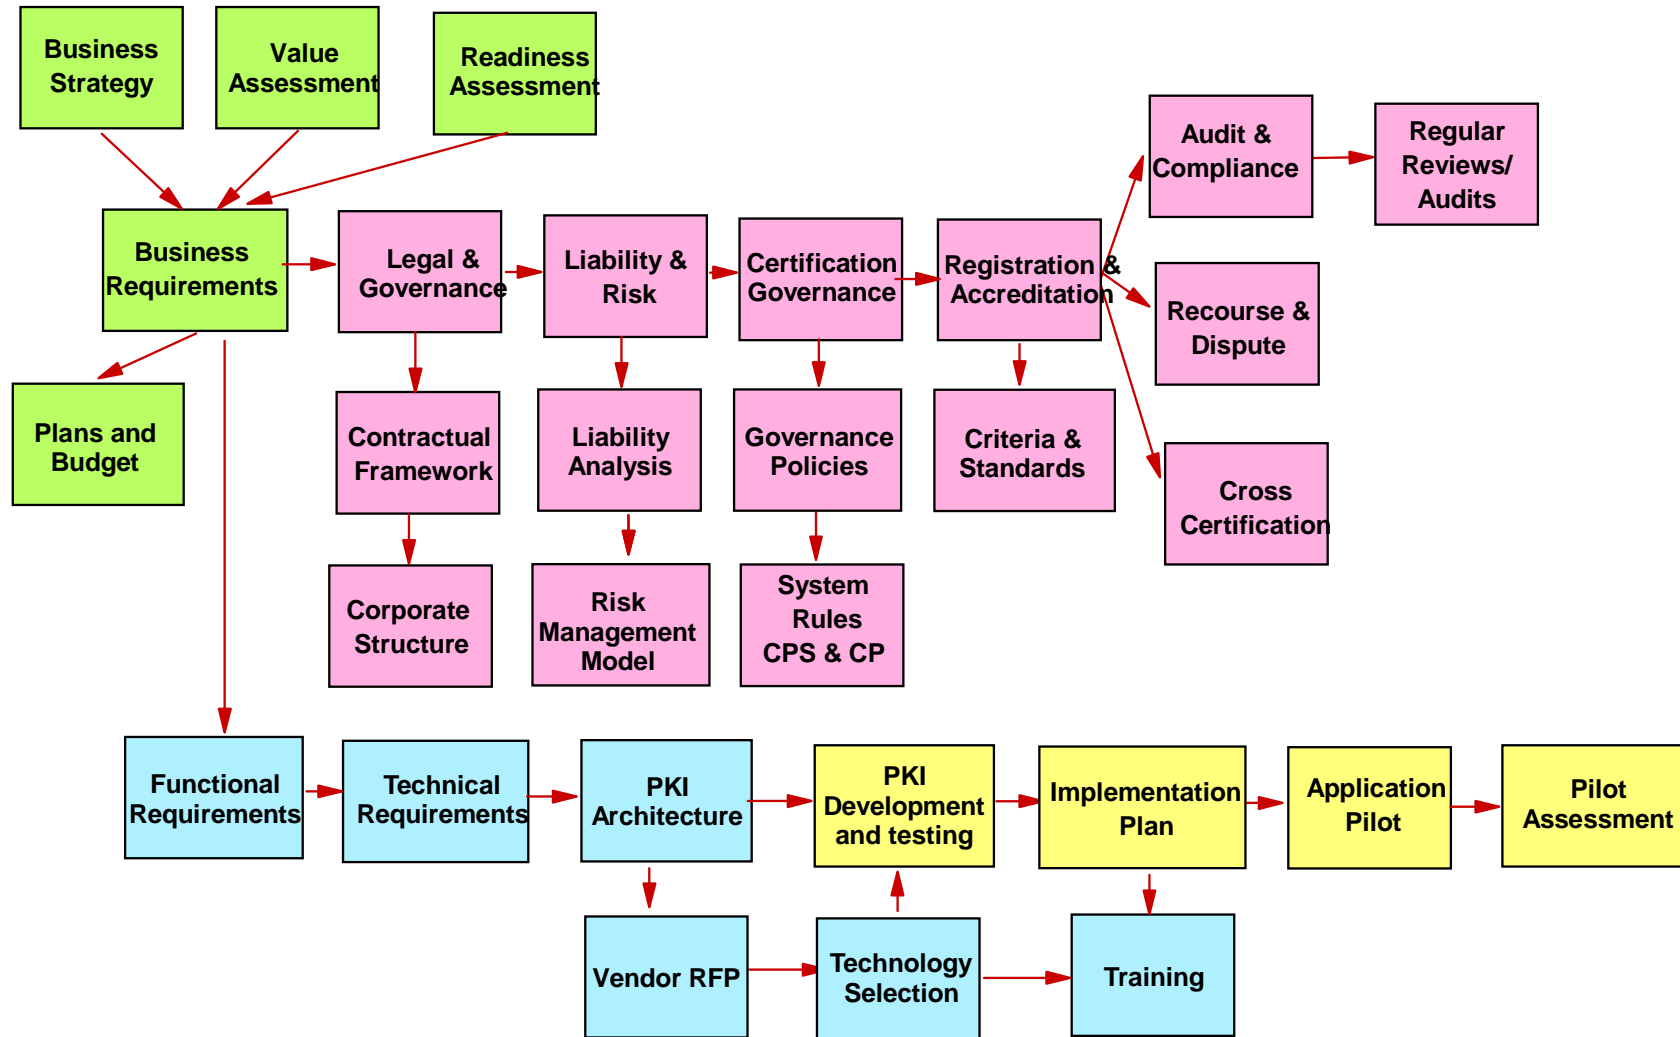 Business
Strategy
Value
Assessment
Readiness
Assessment
Audit &
Compliance
Regular
Reviews/
Audits
Business
Requirements
Legal &
Governance
Liability &
Risk
Certification
Governance
Registration &
Accreditation
Recourse &
Dispute
Plans and
Budget
Contractual
Framework
Liability
Analysis
Governance
Policies
Criteria &
Standards
Cross
Certification
Corporate
Structure
Risk
Management
Model
System
Rules
CPS & CP
Functional
Requirements
Technical
Requirements
PKI
Architecture
PKI
Development
and testing
Implementation
Plan
Application
Pilot
Pilot
Assessment
Vendor RFP
Technology
Selection
Training